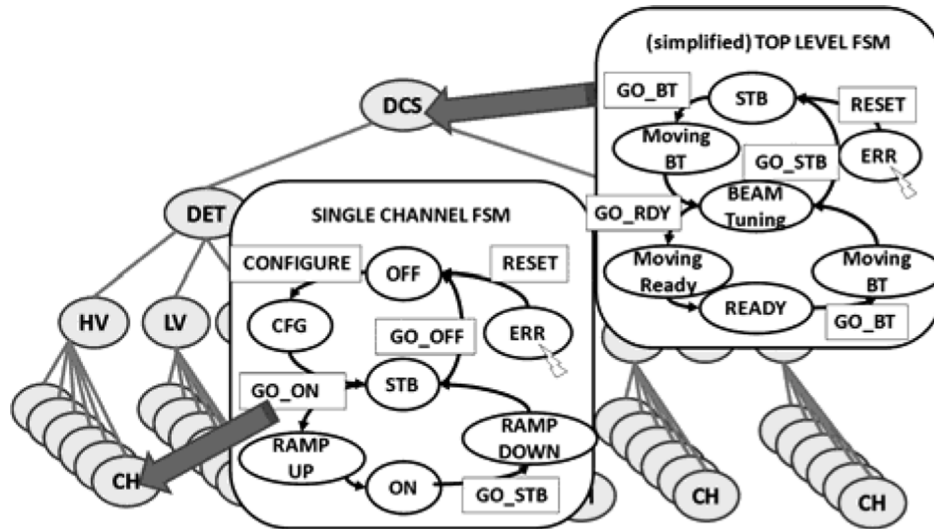 (simplified) TOP LEVEL FSM
GO_BT
STB
RESET
DCS
Moving
BT
GO_STB
ERR
BEAM
Tuning
GO_RDY
Moving
Ready
Moving
BT
READY
GO_BT
DET
SINGLE CHANNEL FSM
CONFIGURE
OFF
RESET
HV
LV
CFG
GO_OFF
ERR
GO_ON
STB
RAMP
UP
RAMP
DOWN
ON
GO_STB
CH
CH
CH